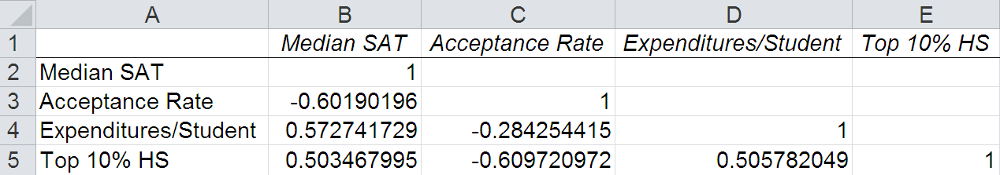 A B C D E
1 Median SAT Acceptance Rate Expenditures/Student Top 10% HS
2 Median SAT 1
3 Acceptance Rate -0.60190196 1
4 Expenditures/Student 0.572741729 -0.284254415 1
5 Top 10% HS 0.503467995 -0.609720972 0.505782049 1